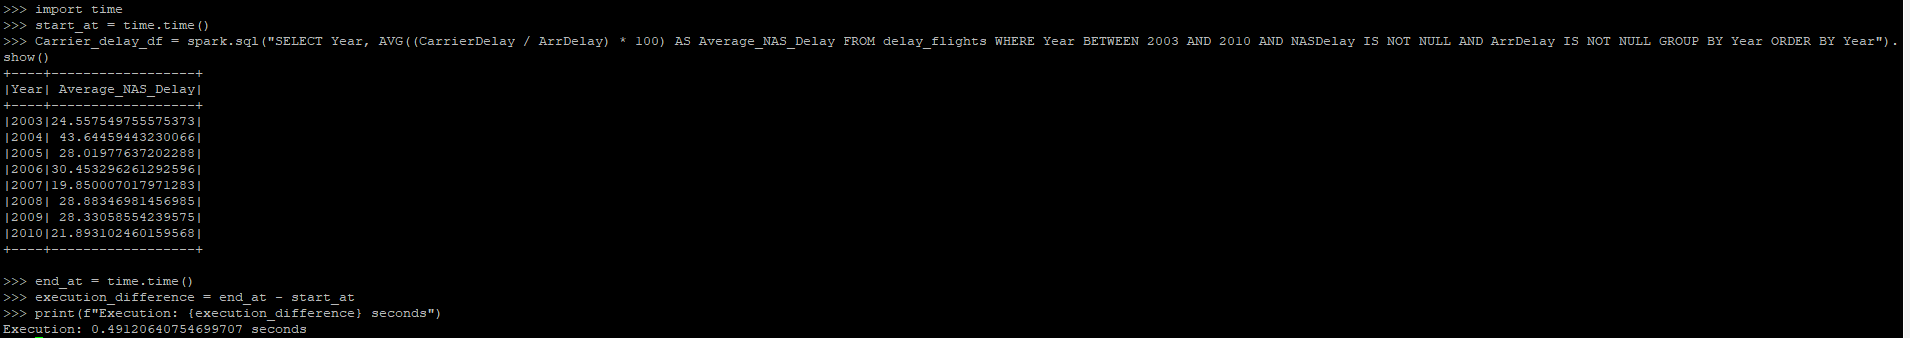 >>> import time
>>> start_at = time.time()
>>> Carrier_delay_df = spark.sql("SELECT Year, AVG((CarrierDelay / ArrDelay) * 100) AS Average_NAS_Delay FROM delay_flights WHERE Year BETWEEN 2003 AND 2010 AND NASDelay IS NOT NULL AND ArrDelay IS NOT NULL GROUP BY Year ORDER BY Year").
show()
+----+------------------+
|Year| Average_NAS_Delay|
+----+------------------+
|2003|24.557549755575373|
|2004| 43.64459443230066|
|2005| 28.01977637202288|
|2006|30.453296261292596|
|2007|19.850007017971283|
|2008| 28.88346981456985|
|2009| 28.33058554239575|
|2010|21.893102460159568|
+----+------------------+
>>> end_at = time.time()
>>> execution_difference = end_at - start_at
>>> print(f"Execution: {execution_difference} seconds")
Execution: 0.49120640754699707 seconds